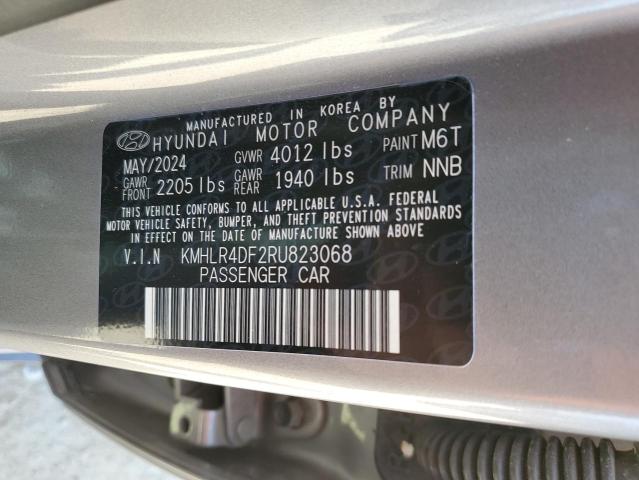 MANUFACTURED IN KOREA BY
HYUNDAI MOTOR COMPANY
MAY/2024 GVWR 4012 lbs PAINT M6T
GAWR FRONT 2205 lbs GAWR REAR 1940 lbs TRIM NNB
THIS VEHICLE CONFORMS TO ALL APPLICABLE U.S.A. FEDERAL
MOTOR VEHICLE SAFETY, BUMPER, AND THEFT PREVENTION STANDARDS
IN EFFECT ON THE DATE OF MANUFACTURE SHOWN ABOVE
V.I.N KMHLR4DF2RU823068
PASSENGER CAR